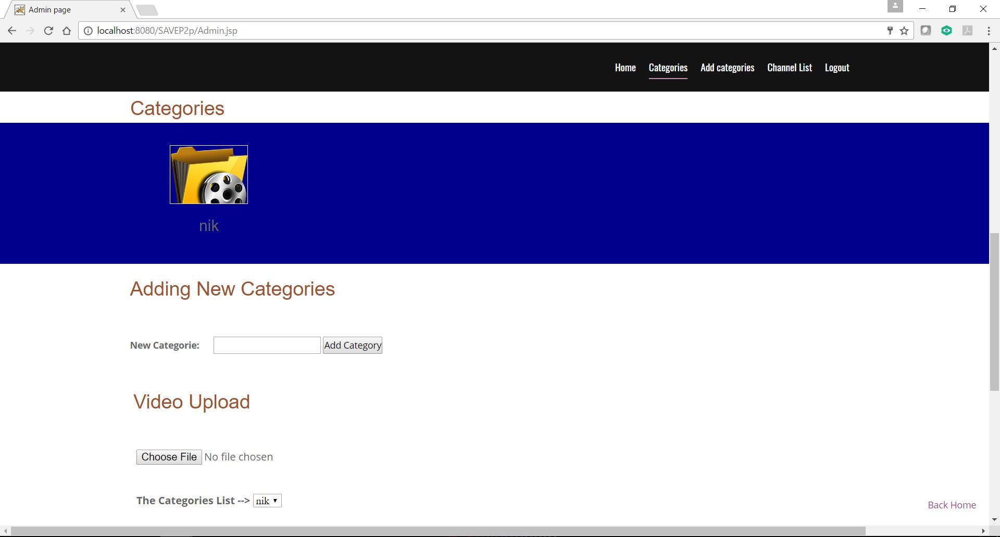 Admin page
localhost:8080/SAVEP2p/Admin.jsp
Home Categories Add categories Channel List Logout
Categories
nik
Adding New Categories
New Categorie: Add Category
Video Upload
Choose File No file chosen
The Categories List --> nik
Back Home